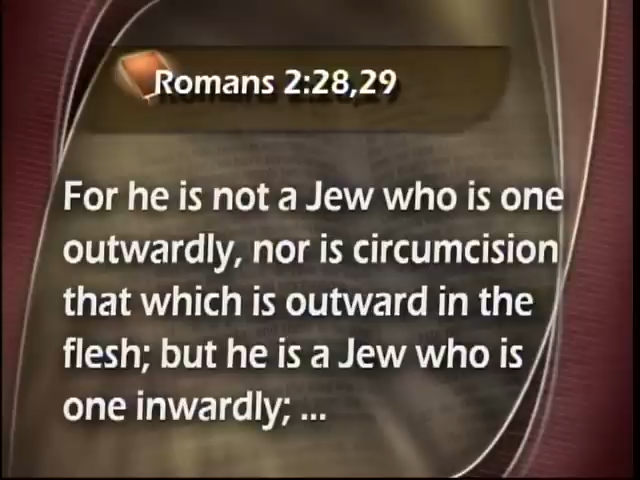 Romans 2:28,29
For he is not a Jew who is one
outwardly, nor is circumcision
that which is outward in the
flesh; but he is a Jew who is
one inwardly; ...